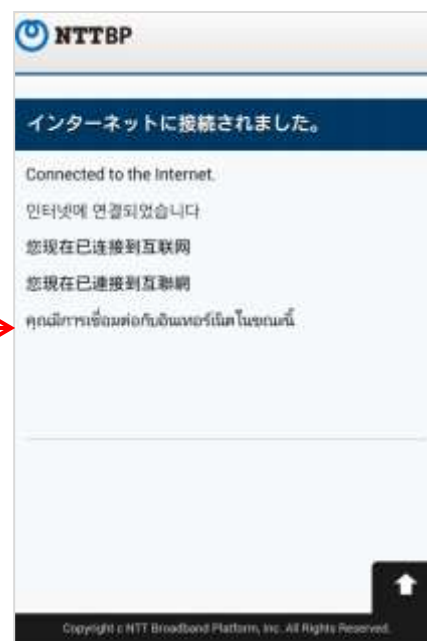 NTTBP
インターネットに接続されました。
Connected to the Internet.
인터넷에 연결되었습니다
您现在已连接到互联网
您現在已連接到互聯網
คุณมีการเชื่อมต่อกับอินเทอร์เน็ตในขณะนี้
Copyright c NTT Broadband Platform, Inc. All Rights Reserved.